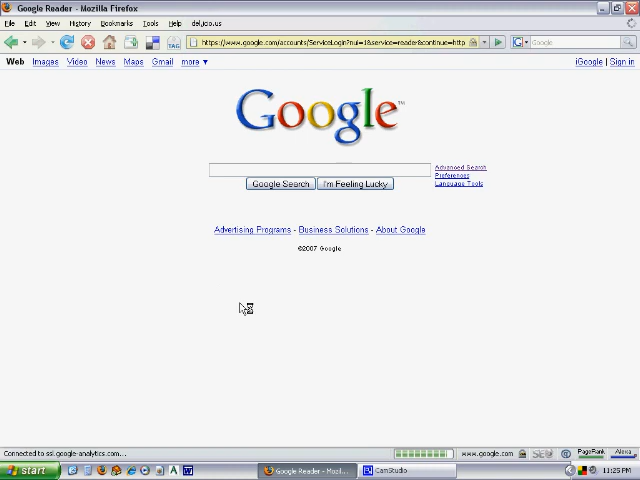 Google Reader - Mozilla Firefox
File Edit View History Bookmarks Tools Help del.icio.us
TAG https://www.google.com/accounts/ServiceLogin?nui=1&service=reader&continue=http Google
Web Images Video News Maps Gmail more ▼ iGoogle | Sign in
Google™
Advanced Search
Preferences
Language Tools
Google Search I'm Feeling Lucky
Advertising Programs - Business Solutions - About Google
©2007 Google
Connected to ssl.google-analytics.com... www.google.com PageRank Alexa
start Google Reader - Mozil... CamStudio 11:25 PM